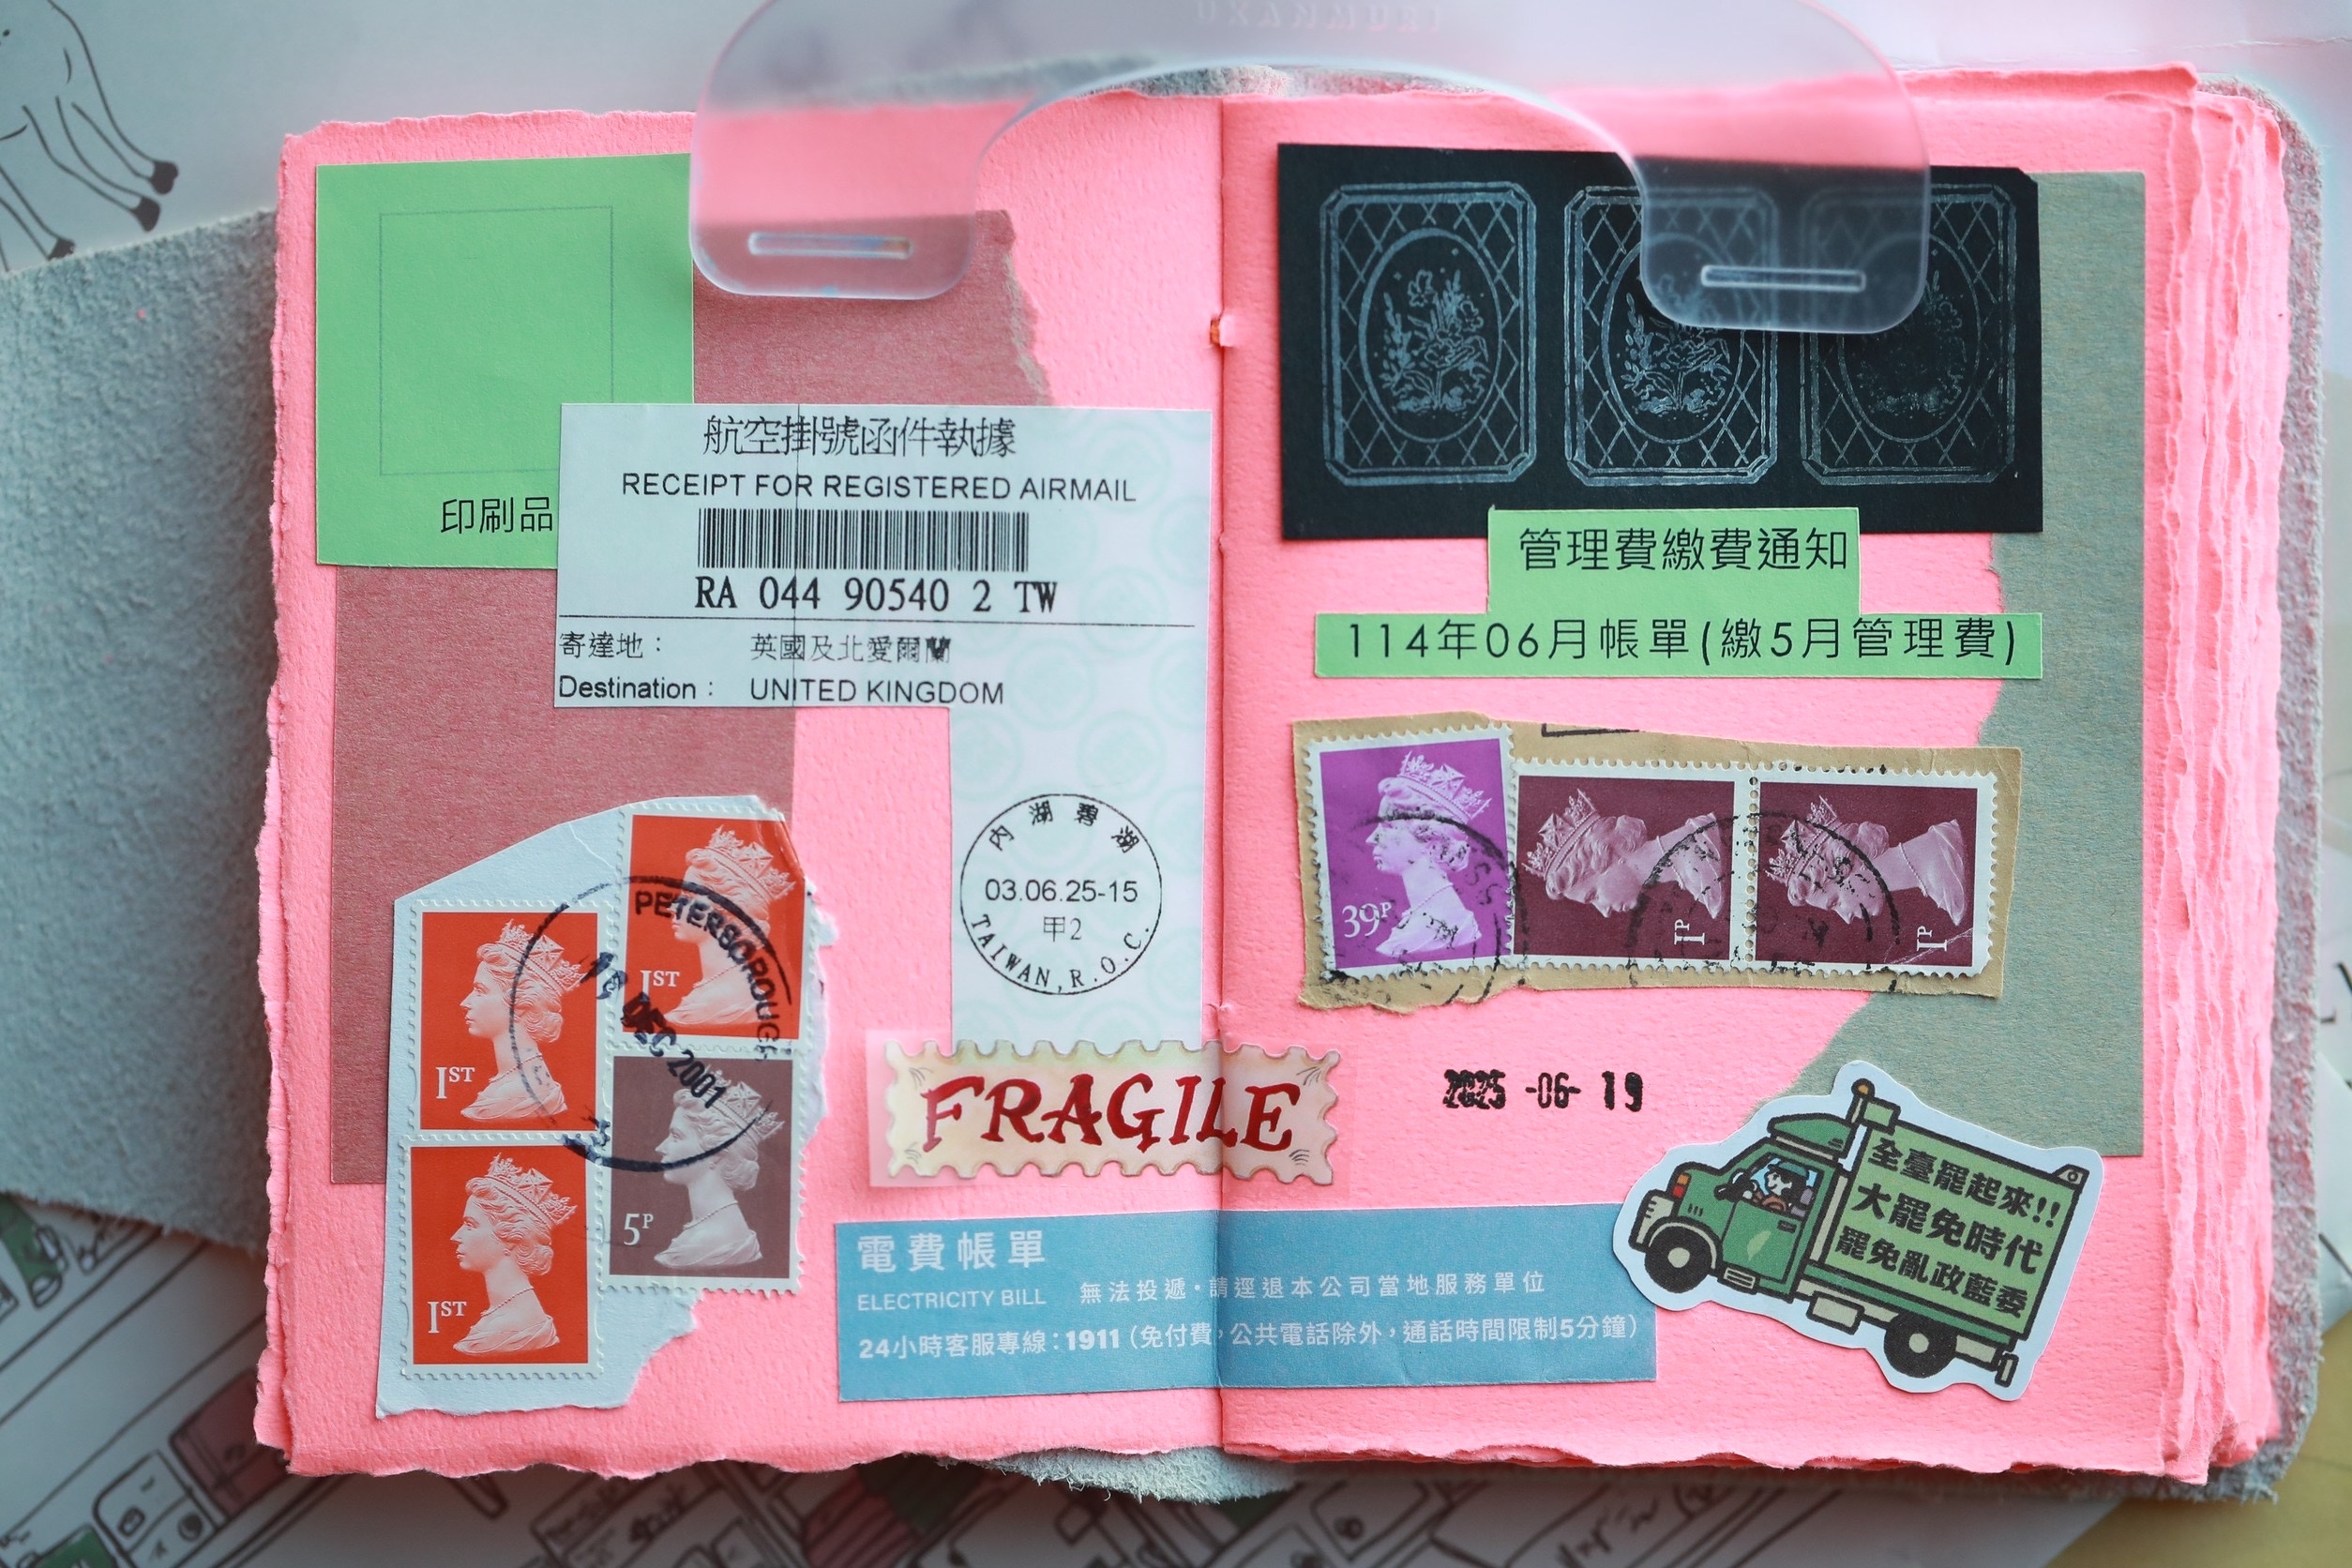 印刷品
航空掛號函件執據
RECEIPT FOR REGISTERED AIRMAIL
RA 044 90540 2 TW
寄達地： 英國及北愛爾蘭
Destination： UNITED KINGDOM
內湖碧湖
03.06.25-15
甲2
TAIWAN, R.O.C.
1ST
1ST
1ST
5P
PETERBOROUGH
18 DEC 2001
FRAGILE
電費帳單
ELECTRICITY BILL 無法投遞・請逕退本公司當地服務單位
24小時客服專線：1911（免付費，公共電話除外，通話時間限制5分鐘）
管理費繳費通知
114年06月帳單(繳5月管理費)
39P
1P
1P
2025 -06- 19
全臺罷起來!!
大罷免時代
罷免亂政藍委